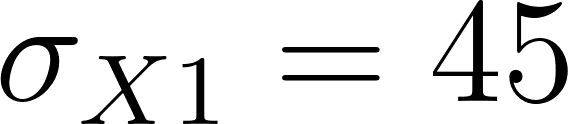 σ_{X1} = 45